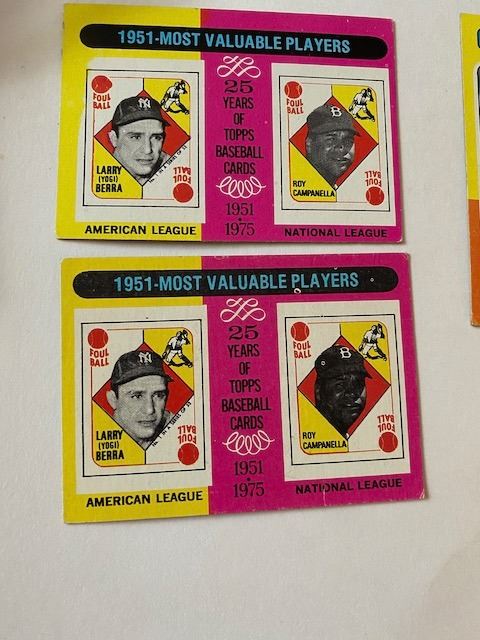 1951-MOST VALUABLE PLAYERS
FOUL
BALL
LARRY
(YOGI)
BERRA
FOUL
BALL
AMERICAN LEAGUE
25
YEARS
OF
TOPPS
BASEBALL
CARDS
1951
1975
B
ROY
CAMPANELLA
FOUL
BALL
NATIONAL LEAGUE
1951-MOST VALUABLE PLAYERS
FOUL
BALL
LARRY
(YOGI)
BERRA
FOUL
BALL
AMERICAN LEAGUE
25
YEARS
OF
TOPPS
BASEBALL
CARDS
1951
1975
FOUL
BALL
B
ROY
CAMPANELLA
FOUL
BALL
NATIONAL LEAGUE